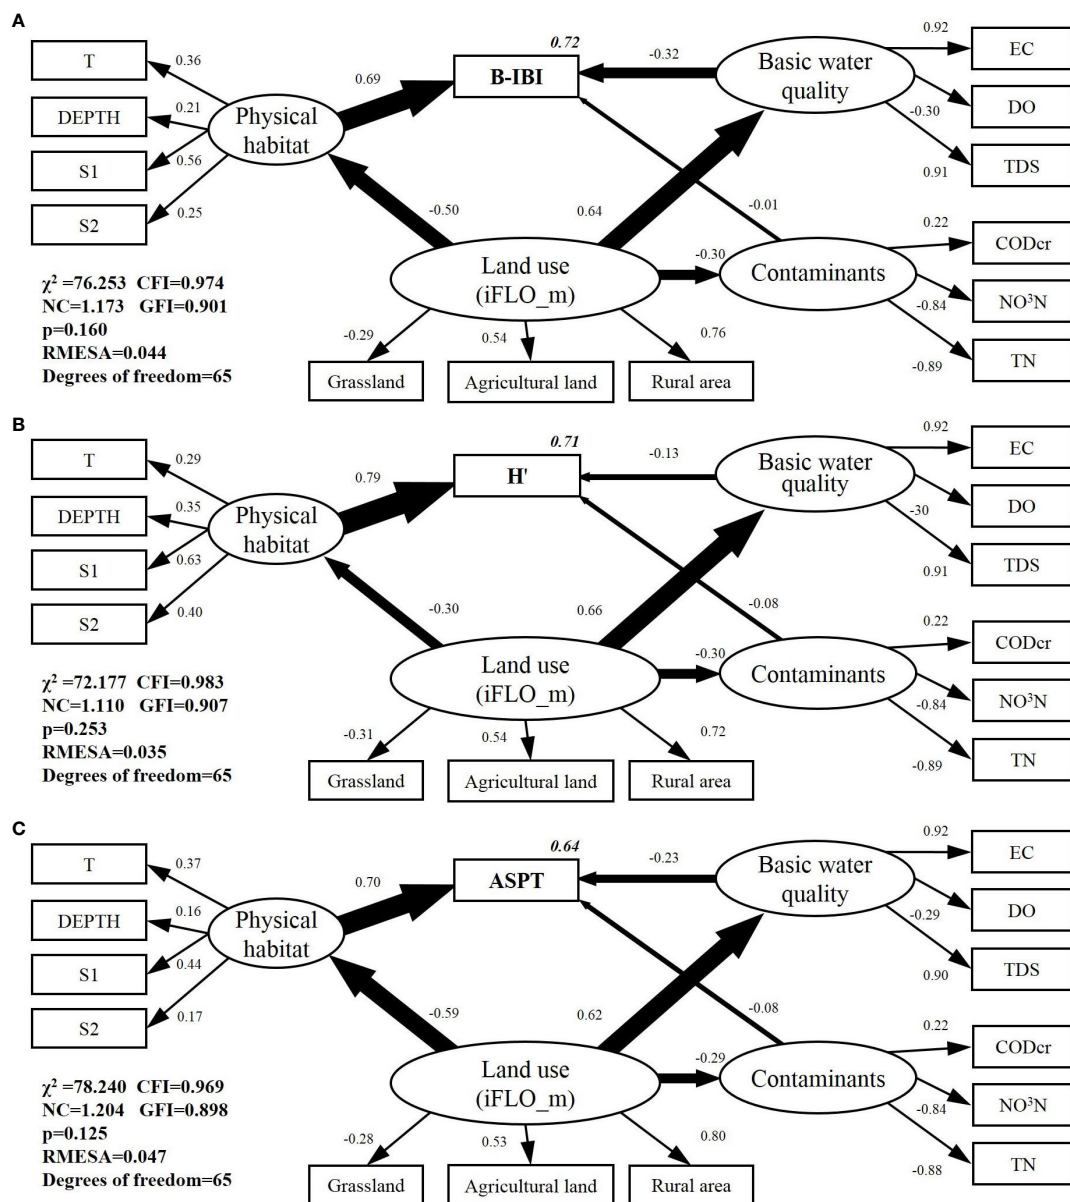 A
T
DEPTH
S1
S2
0.36
0.21
0.56
0.25
Physical
habitat
0.69
0.72
B-IBI
-0.32
Basic water
quality
0.92
-0.30
0.91
EC
DO
TDS
-0.50
0.64
-0.01
Land use
(iFLO_m)
-0.30
Contaminants
0.22
-0.84
-0.89
CODcr
NO³N
TN
-0.29
0.54
0.76
Grassland
Agricultural land
Rural area
χ² =76.253 CFI=0.974
NC=1.173 GFI=0.901
p=0.160
RMESA=0.044
Degrees of freedom=65
B
T
DEPTH
S1
S2
0.29
0.35
0.63
0.40
Physical
habitat
0.79
0.71
H'
-0.13
Basic water
quality
0.92
-30
0.91
EC
DO
TDS
-0.30
0.66
-0.08
Land use
(iFLO_m)
-0.30
Contaminants
0.22
-0.84
-0.89
CODcr
NO³N
TN
-0.31
0.54
0.72
Grassland
Agricultural land
Rural area
χ² =72.177 CFI=0.983
NC=1.110 GFI=0.907
p=0.253
RMESA=0.035
Degrees of freedom=65
C
T
DEPTH
S1
S2
0.37
0.16
0.44
0.17
Physical
habitat
0.70
0.64
ASPT
-0.23
Basic water
quality
0.92
-0.29
0.90
EC
DO
TDS
-0.59
0.62
-0.08
Land use
(iFLO_m)
-0.29
Contaminants
0.22
-0.84
-0.88
CODcr
NO³N
TN
-0.28
0.53
0.80
Grassland
Agricultural land
Rural area
χ² =78.240 CFI=0.969
NC=1.204 GFI=0.898
p=0.125
RMESA=0.047
Degrees of freedom=65